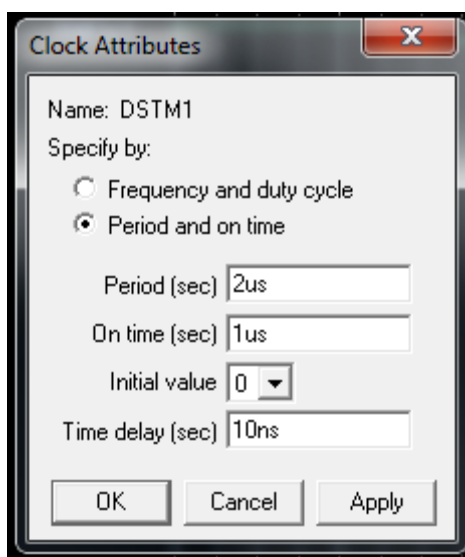 Clock Attributes
Name: DSTM1
Specify by:
Frequency and duty cycle
Period and on time
Period (sec) 2us
On time (sec) 1us
Initial value 0
Time delay (sec) 10ns
OK Cancel Apply